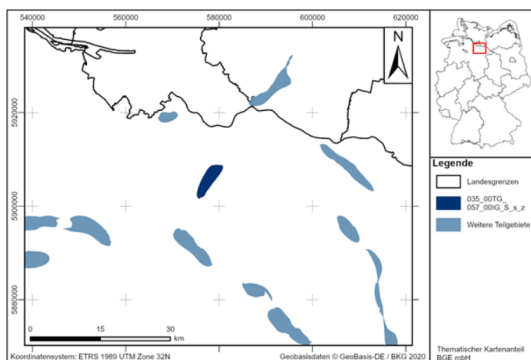 540000 560000 580000 600000 620000
N
5920000
5900000
5880000
0 15 30
km
Koordinatensystem: ETRS 1989 UTM Zone 32N
Geobasisdaten © GeoBasis-DE / BKG 2020
Legende
Landesgrenzen
035_00TG_
057_00IG_S_s_z
Weitere Teilgebiete
Thematischer Kartenanteil
BGE mbH